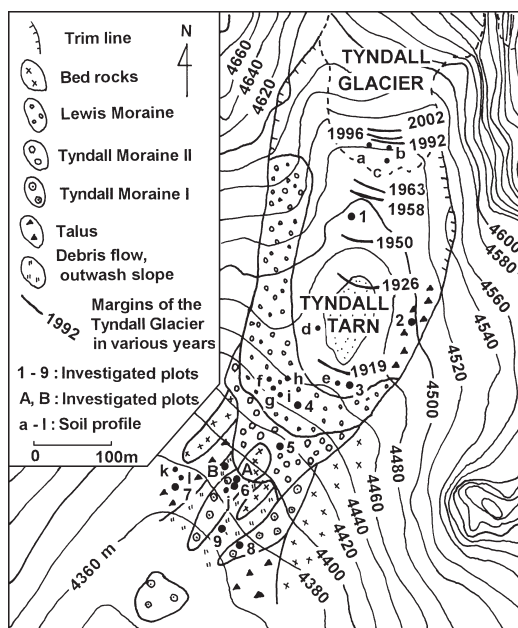 Trim line
N
Bed rocks
Lewis Moraine
Tyndall Moraine II
Tyndall Moraine I
Talus
Debris flow,
outwash slope
1992
Margins of the
Tyndall Glacier
in various years
1 - 9 : Investigated plots
A, B : Investigated plots
a - l : Soil profile
0 100m
TYNDALL
GLACIER
4660
4640
4620
2002
1996
1992
a
b
c
1963
1958
1
1950
1926
TYNDALL
TARN
d
2
1919
f
h
e
3
g
i
4
5
B
A
k
l
7
6
j
9
8
4600
4580
4560
4540
4520
4500
4480
4460
4440
4420
4400
4380
4360 m